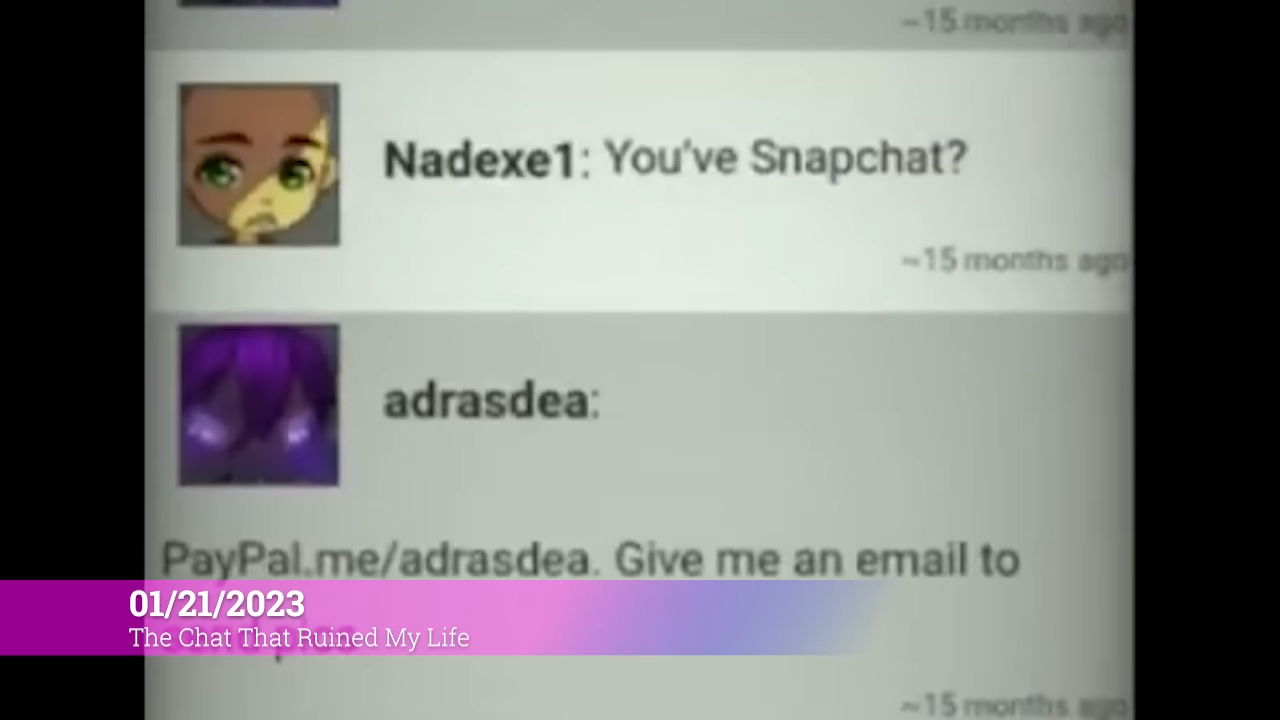 ~15 months ago
Nadexe1: You've Snapchat?
~15 months ago
adrasdea:
PayPal.me/adrasdea. Give me an email to
01/21/2023
The Chat That Ruined My Life
~15 months ago